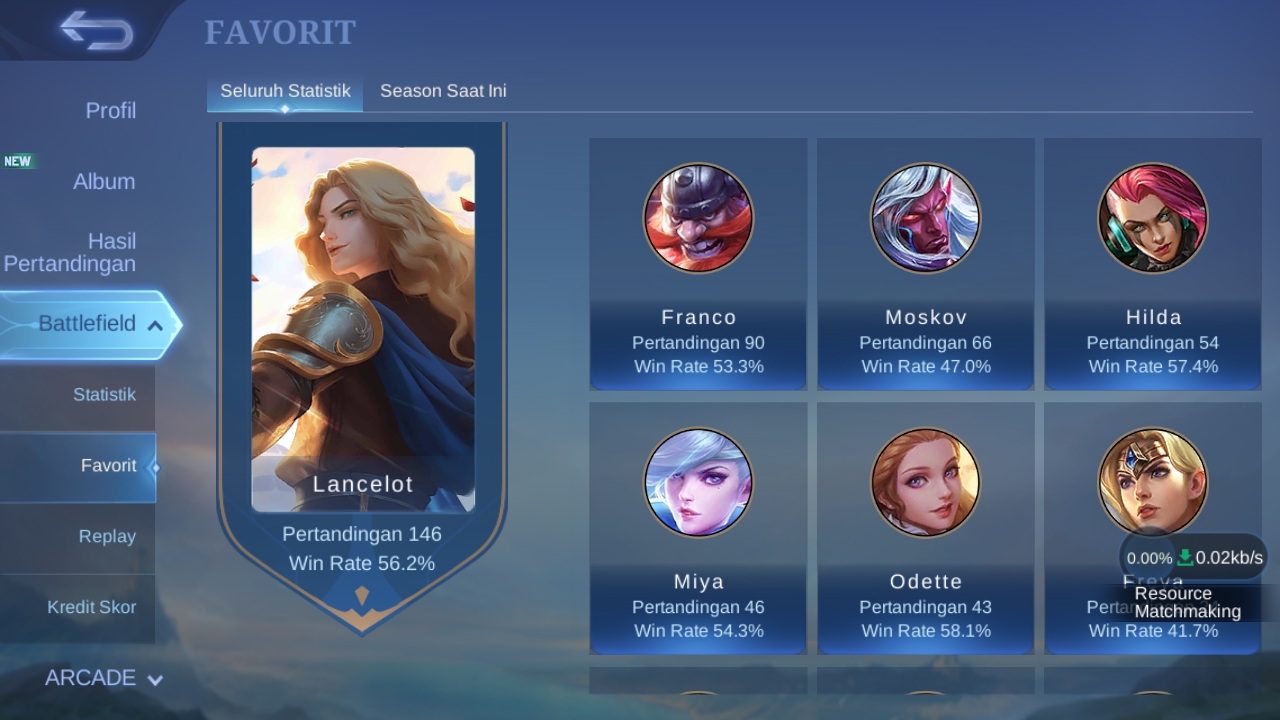 FAVORIT
Seluruh Statistik
Season Saat Ini
Profil
NEW
Album
Hasil
Pertandingan
Battlefield
Statistik
Favorit
Replay
Kredit Skor
ARCADE
Lancelot
Pertandingan 146
Win Rate 56.2%
Franco
Pertandingan 90
Win Rate 53.3%
Moskov
Pertandingan 66
Win Rate 47.0%
Hilda
Pertandingan 54
Win Rate 57.4%
Miya
Pertandingan 46
Win Rate 54.3%
Odette
Pertandingan 43
Win Rate 58.1%
Freya
Win Rate 41.7%
0.00% 0.02kb/s
Resource
Matchmaking